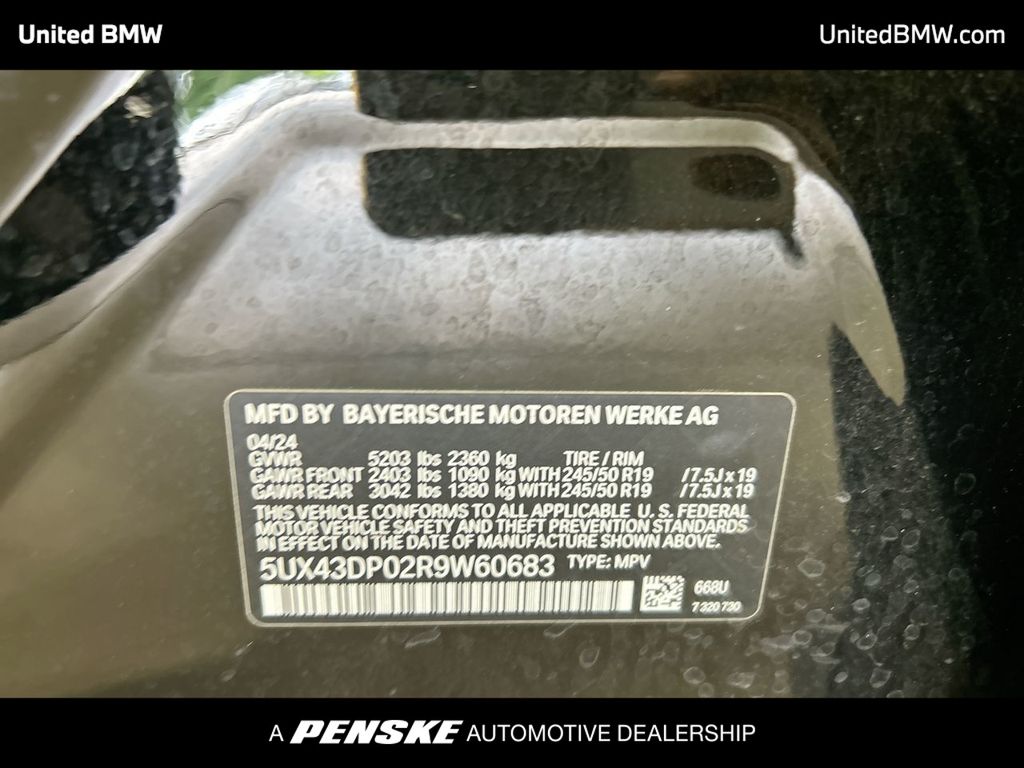 United BMW
UnitedBMW.com
MFD BY BAYERISCHE MOTOREN WERKE AG
04/24
GVWR 5203 lbs 2360 kg TIRE / RIM
GAWR FRONT 2403 lbs 1090 kg WITH 245/50 R19 /7.5J x 19
GAWR REAR 3042 lbs 1380 kg WITH 245/50 R19 /7.5J x 19
THIS VEHICLE CONFORMS TO ALL APPLICABLE U. S. FEDERAL
MOTOR VEHICLE SAFETY AND THEFT PREVENTION STANDARDS
IN EFFECT ON THE DATE OF MANUFACTURE SHOWN ABOVE.
5UX43DP02R9W60683 TYPE: MPV
668U
7 320 730
A PENSKE AUTOMOTIVE DEALERSHIP